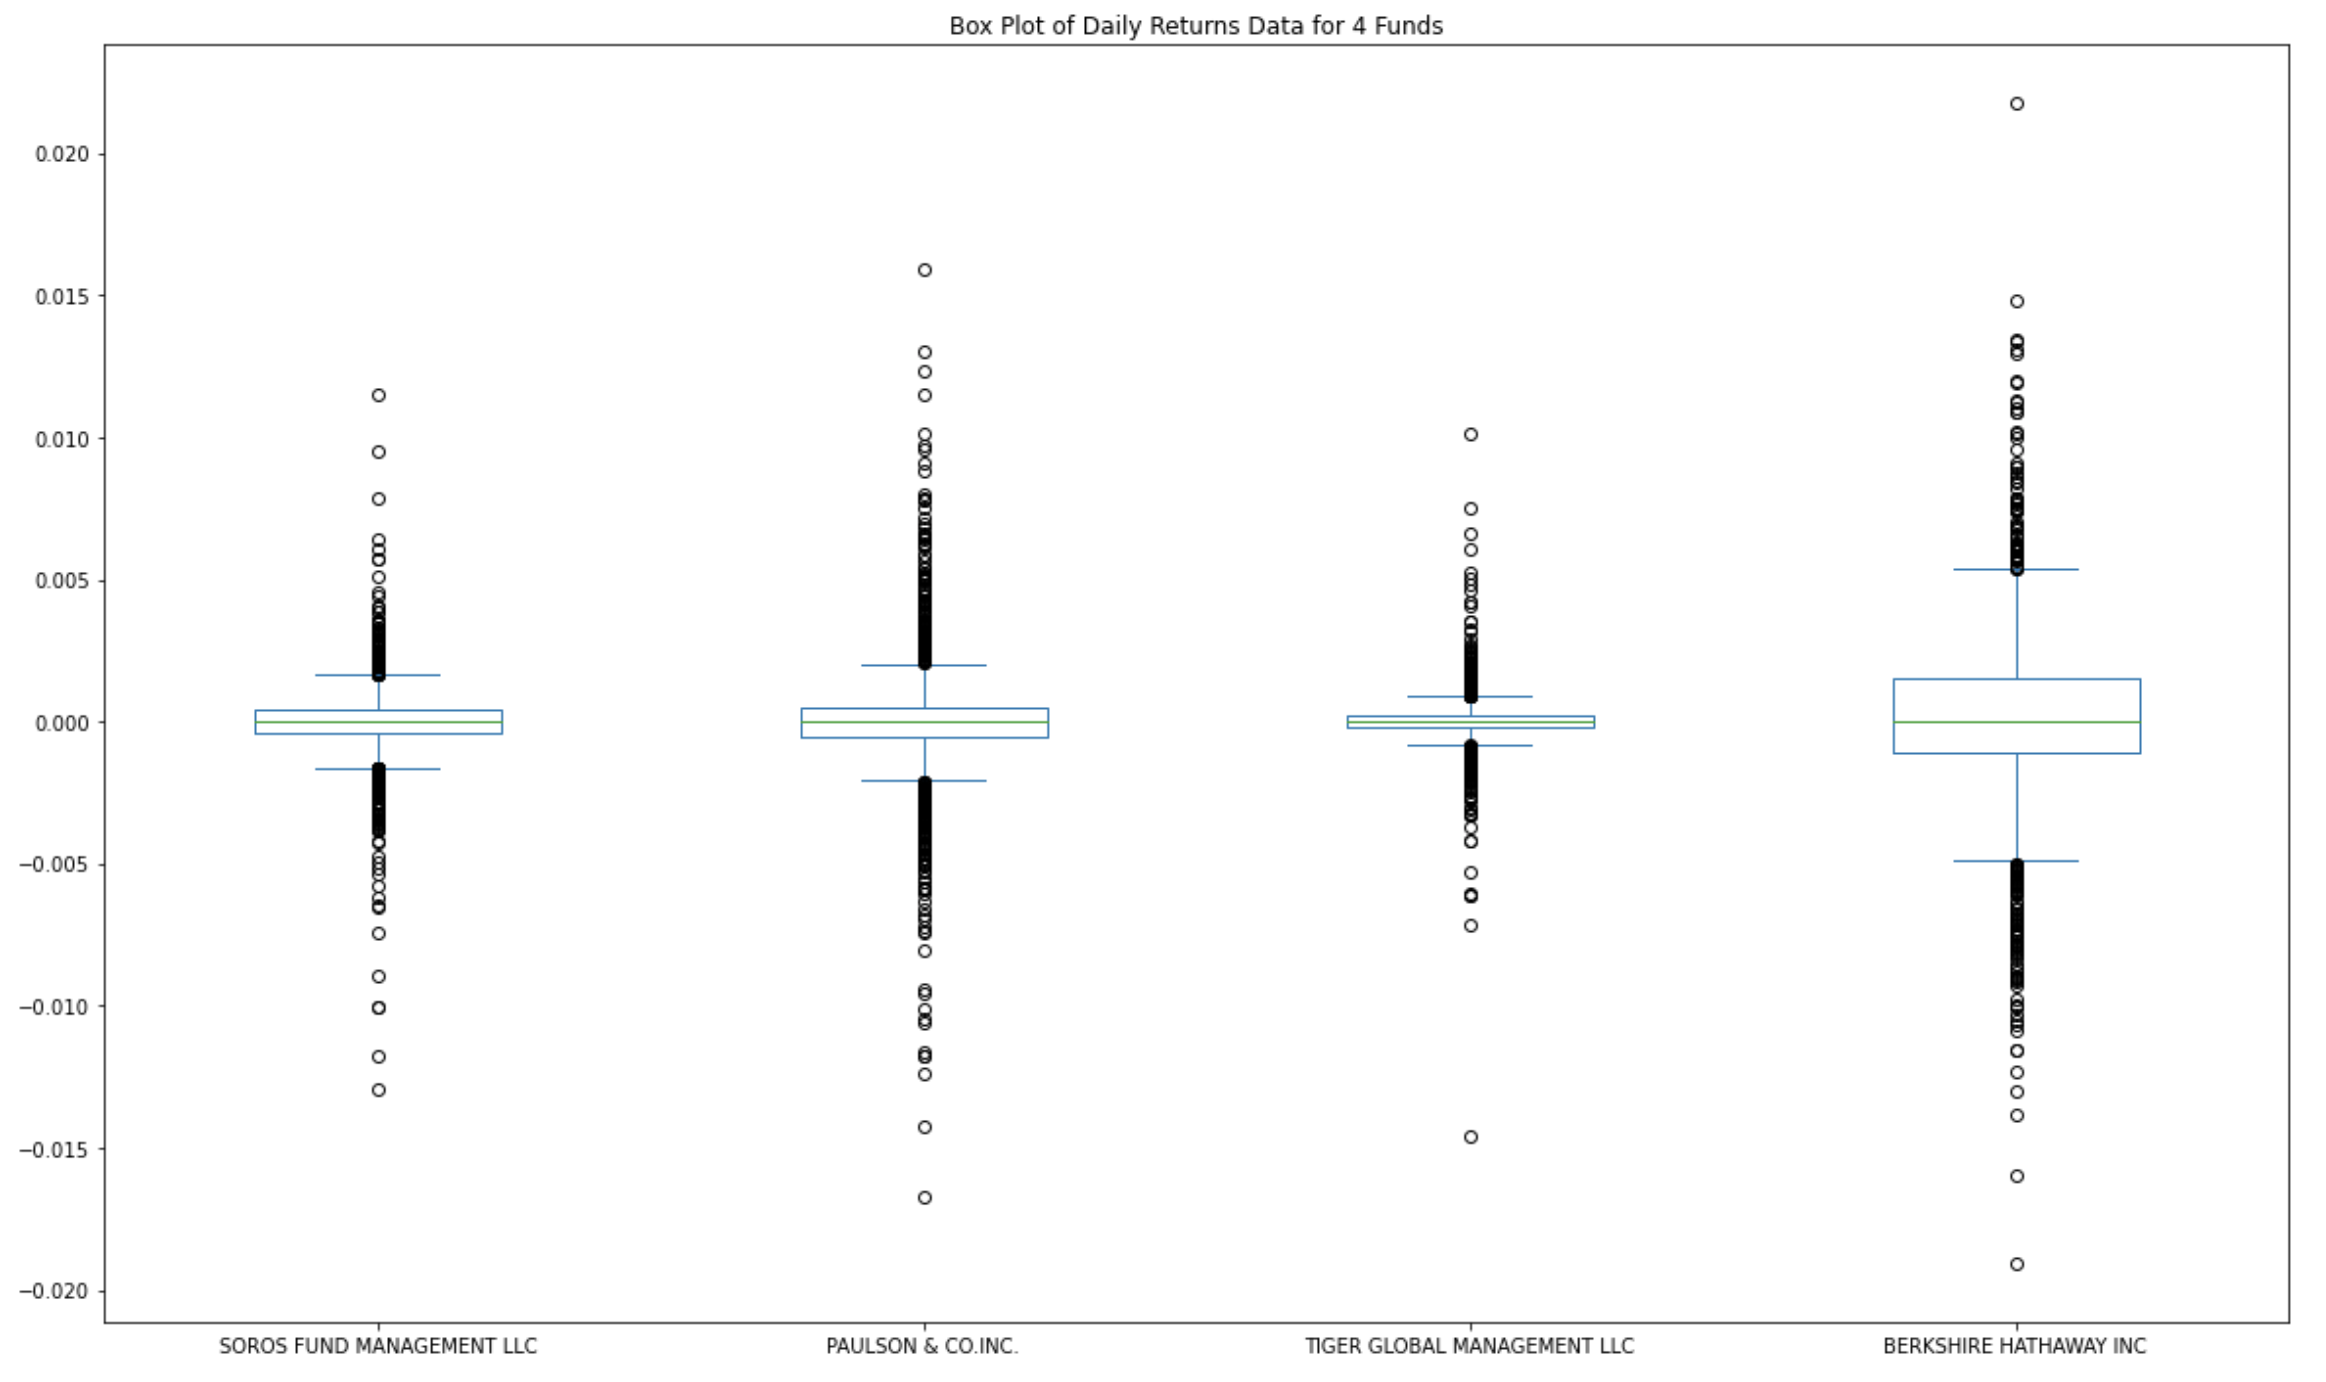 Box Plot of Daily Returns Data for 4 Funds
0.020
0.015
0.010
0.005
0.000
−0.005
−0.010
−0.015
−0.020
SOROS FUND MANAGEMENT LLC
PAULSON & CO.INC.
TIGER GLOBAL MANAGEMENT LLC
BERKSHIRE HATHAWAY INC